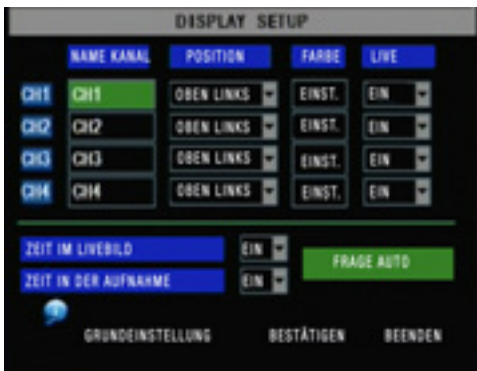 DISPLAY SETUP
NAME KANAL POSITION FARBE LIVE
CH1 CH1 OBEN LINKS EINST. EIN
CH2 CH2 OBEN LINKS EINST. EIN
CH3 CH3 OBEN LINKS EINST. EIN
CH4 CH4 OBEN LINKS EINST. EIN
ZEIT IM LIVEBILD EIN
FRAGE AUTO
ZEIT IN DER AUFNAHME EIN
GRUNDEINSTELLUNG BESTÄTIGEN BEENDEN